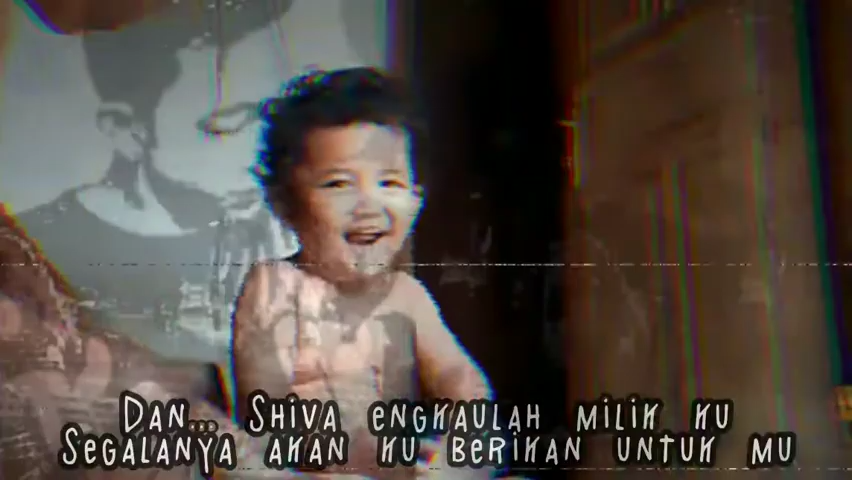 Dan... Shiva engkaulah milik ku
Segalanya akan ku berikan untuk mu